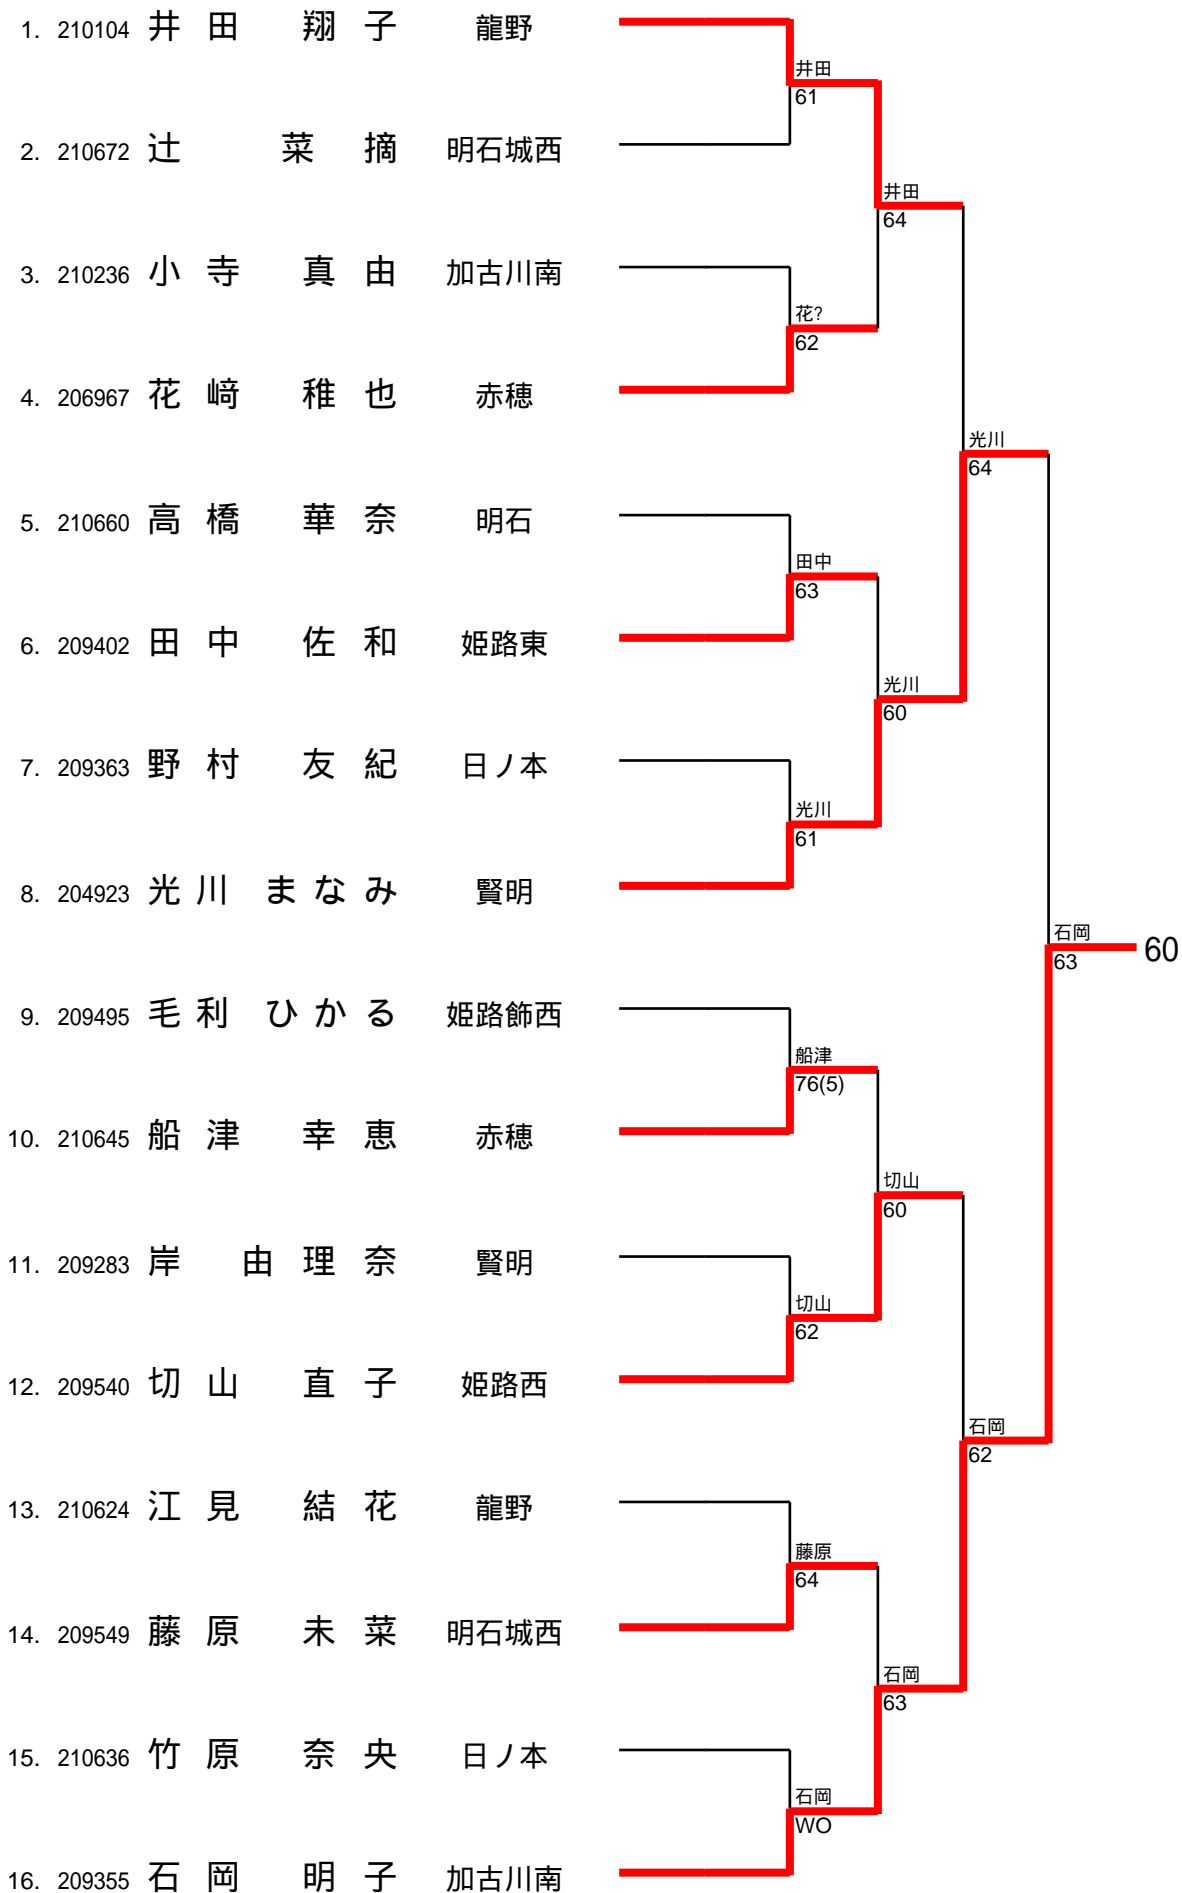 1. 210104 井田 翔子 龍野
井田
61
2. 210672 辻 菜摘 明石城西
井田
64
3. 210236 小寺 真由 加古川南
花?
62
4. 206967 花﨑 稚也 赤穂
光川
64
5. 210660 高橋 華奈 明石
田中
63
6. 209402 田中 佐和 姫路東
光川
60
7. 209363 野村 友紀 日ノ本
光川
61
8. 204923 光川 まなみ 賢明
石岡
63
60
9. 209495 毛利 ひかる 姫路飾西
船津
76(5)
10. 210645 船津 幸恵 赤穂
切山
60
11. 209283 岸 由理奈 賢明
切山
62
12. 209540 切山 直子 姫路西
石岡
62
13. 210624 江見 結花 龍野
藤原
64
14. 209549 藤原 未菜 明石城西
石岡
63
15. 210636 竹原 奈央 日ノ本
石岡
WO
16. 209355 石岡 明子 加古川南